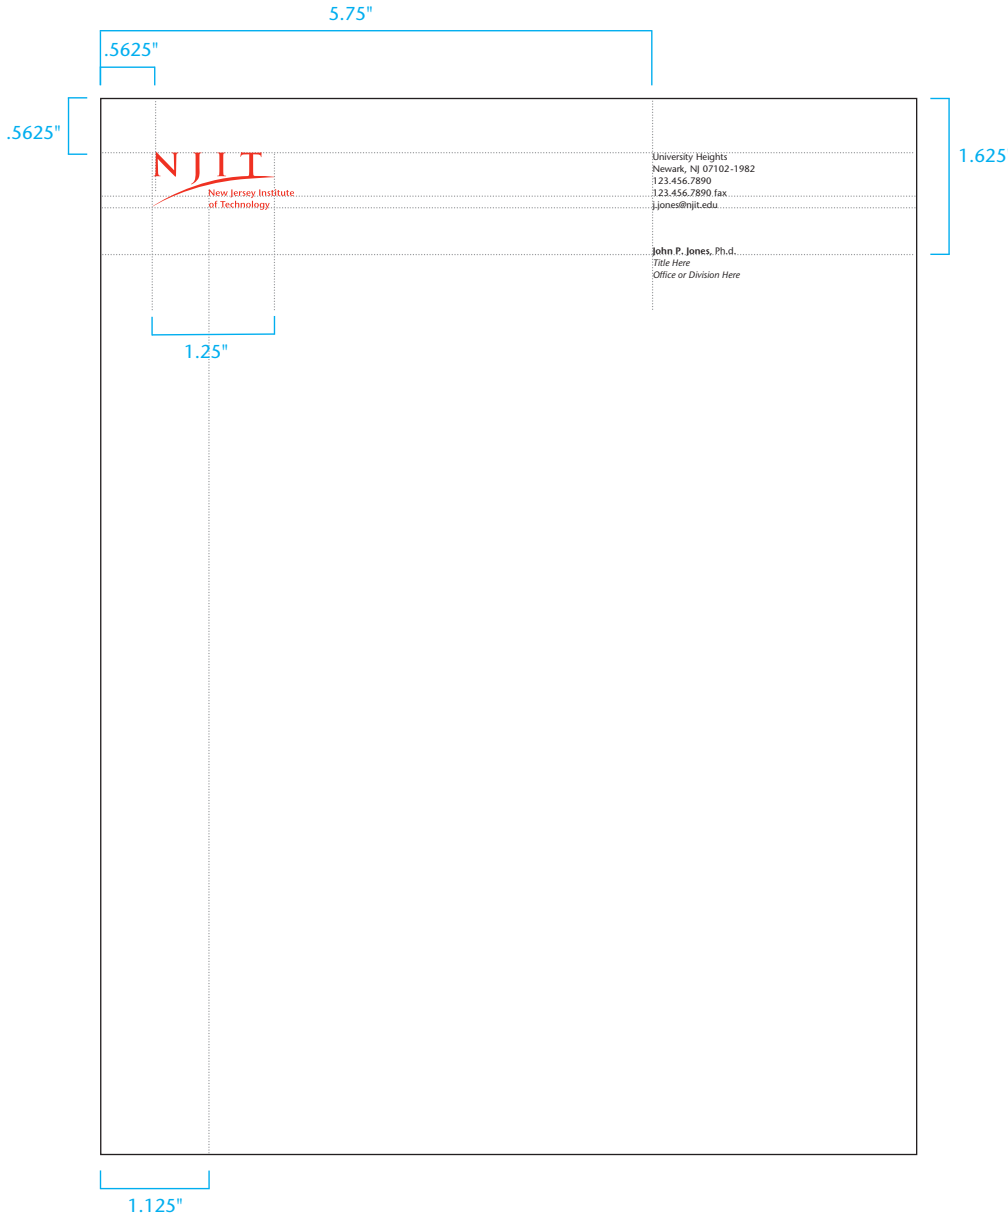 5.75"
.5625"
.5625"
1.625
NJIT
New Jersey Institute
of Technology
University Heights
Newark, NJ 07102-1982
123.456.7890
123.456.7890 fax
j.jones@njit.edu
John P. Jones, Ph.d.
Title Here
Office or Division Here
1.25"
1.125"